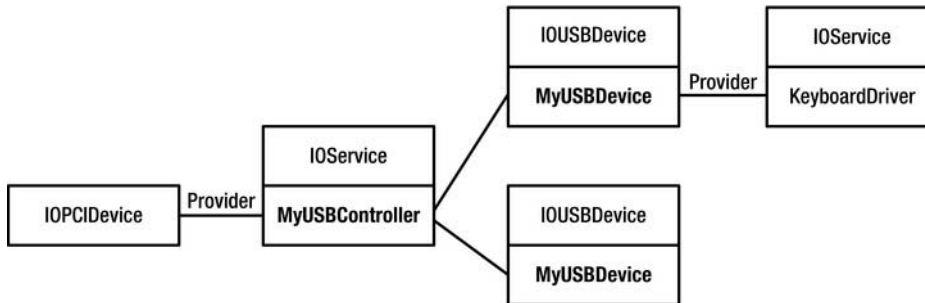 IOUSBDevice
IOService
MyUSBDevice
Provider
KeyboardDriver
IOService
IOPCIDevice
Provider
MyUSBController
IOUSBDevice
MyUSBDevice